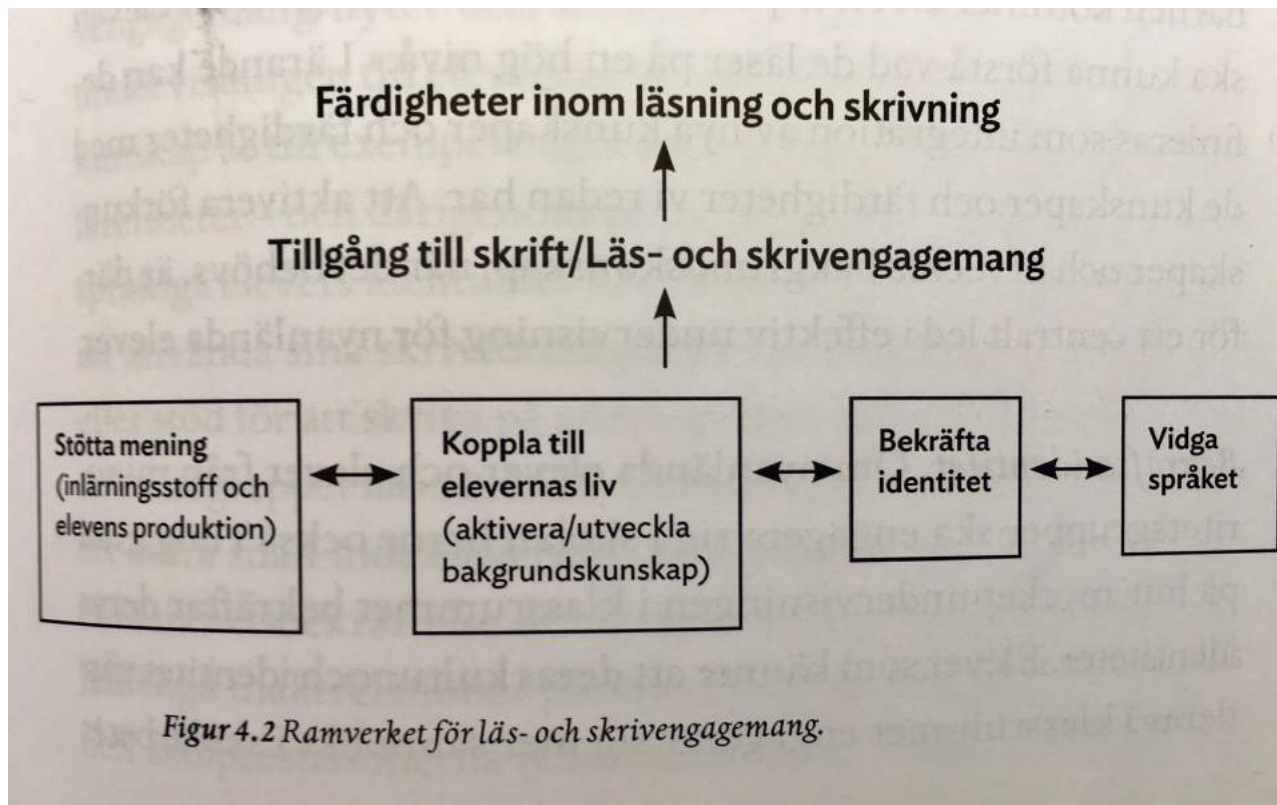 Färdigheter inom läsning och skrivning
Tillgång till skrift/Läs- och skrivengagemang
Stötta mening
(inlärningsstoff och
elevens produktion)
Koppla till
elevernas liv
(aktivera/utveckla
bakgrundskunskap)
Bekräfta
identitet
Vidga
språket
Figur 4.2 Ramverket för läs- och skrivengagemang.